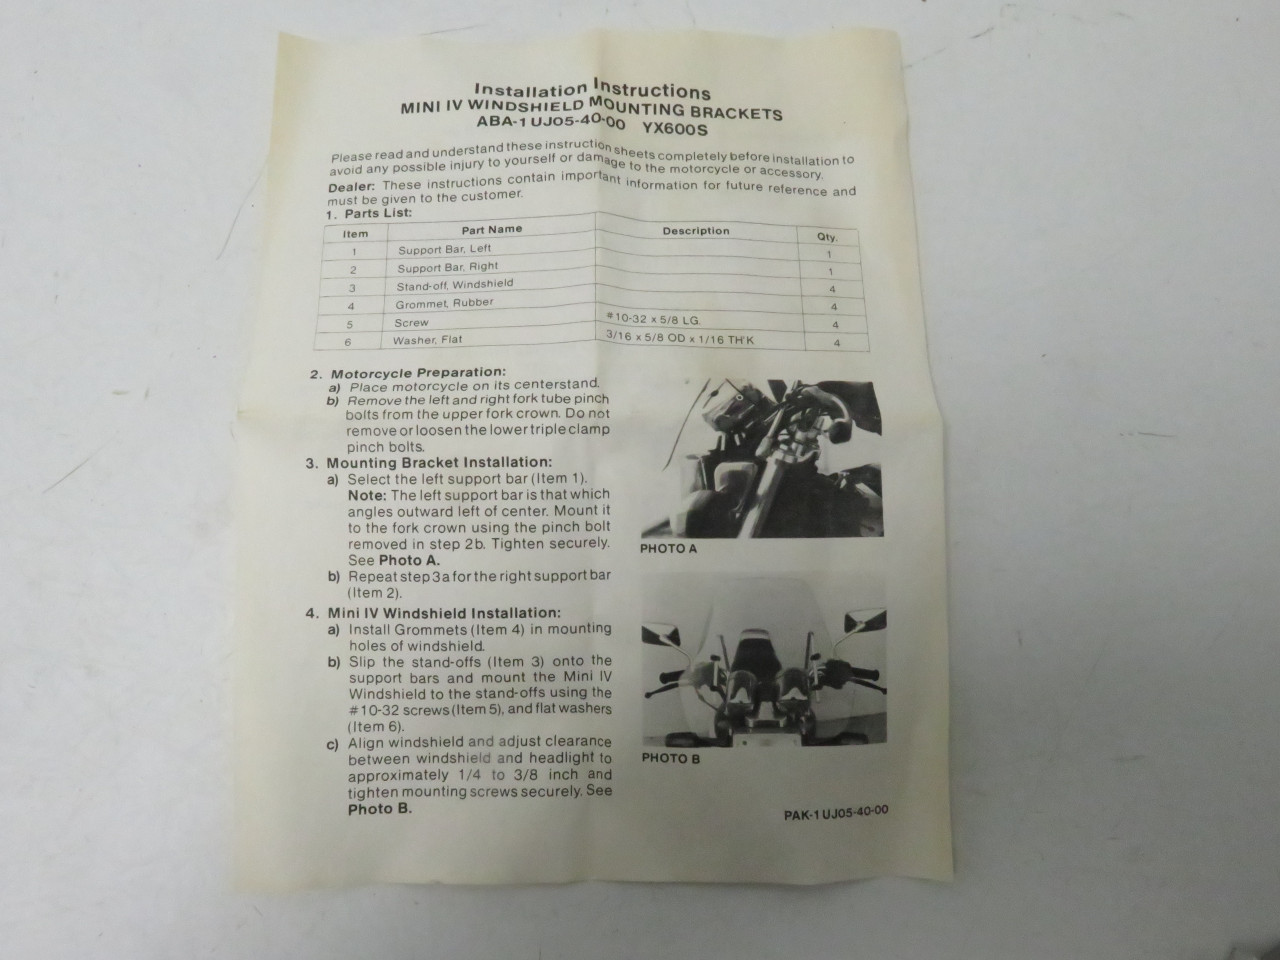 Installation Instructions
MINI IV WINDSHIELD MOUNTING BRACKETS
ABA-1UJ05-40-00 YX600S
Please read and understand these instruction sheets completely before installation to
avoid any possible injury to yourself or damage to the motorcycle or accessory.
Dealer: These instructions contain important information for future reference and
must be given to the customer.
1. Parts List:
Item Part Name Description Qty.
1 Support Bar, Left 1
2 Support Bar, Right 1
3 Stand-off, Windshield 4
4 Grommet, Rubber 4
5 Screw #10-32 x 5/8 LG. 4
6 Washer, Flat 3/16 x 5/8 OD x 1/16 TH'K 4
2. Motorcycle Preparation:
a) Place motorcycle on its centerstand.
b) Remove the left and right fork tube pinch
bolts from the upper fork crown. Do not
remove or loosen the lower triple clamp
pinch bolts.
3. Mounting Bracket Installation:
a) Select the left support bar (Item 1).
Note: The left support bar is that which
angles outward left of center. Mount it
to the fork crown using the pinch bolt
removed in step 2b. Tighten securely.
See Photo A.
b) Repeat step 3a for the right support bar
(Item 2).
4. Mini IV Windshield Installation:
a) Install Grommets (Item 4) in mounting
holes of windshield.
b) Slip the stand-offs (Item 3) onto the
support bars and mount the Mini IV
Windshield to the stand-offs using the
#10-32 screws (Item 5), and flat washers
(Item 6).
c) Align windshield and adjust clearance
between windshield and headlight to
approximately 1/4 to 3/8 inch and
tighten mounting screws securely. See
Photo B.
PHOTO A
PHOTO B
PAK-1UJ05-40-00